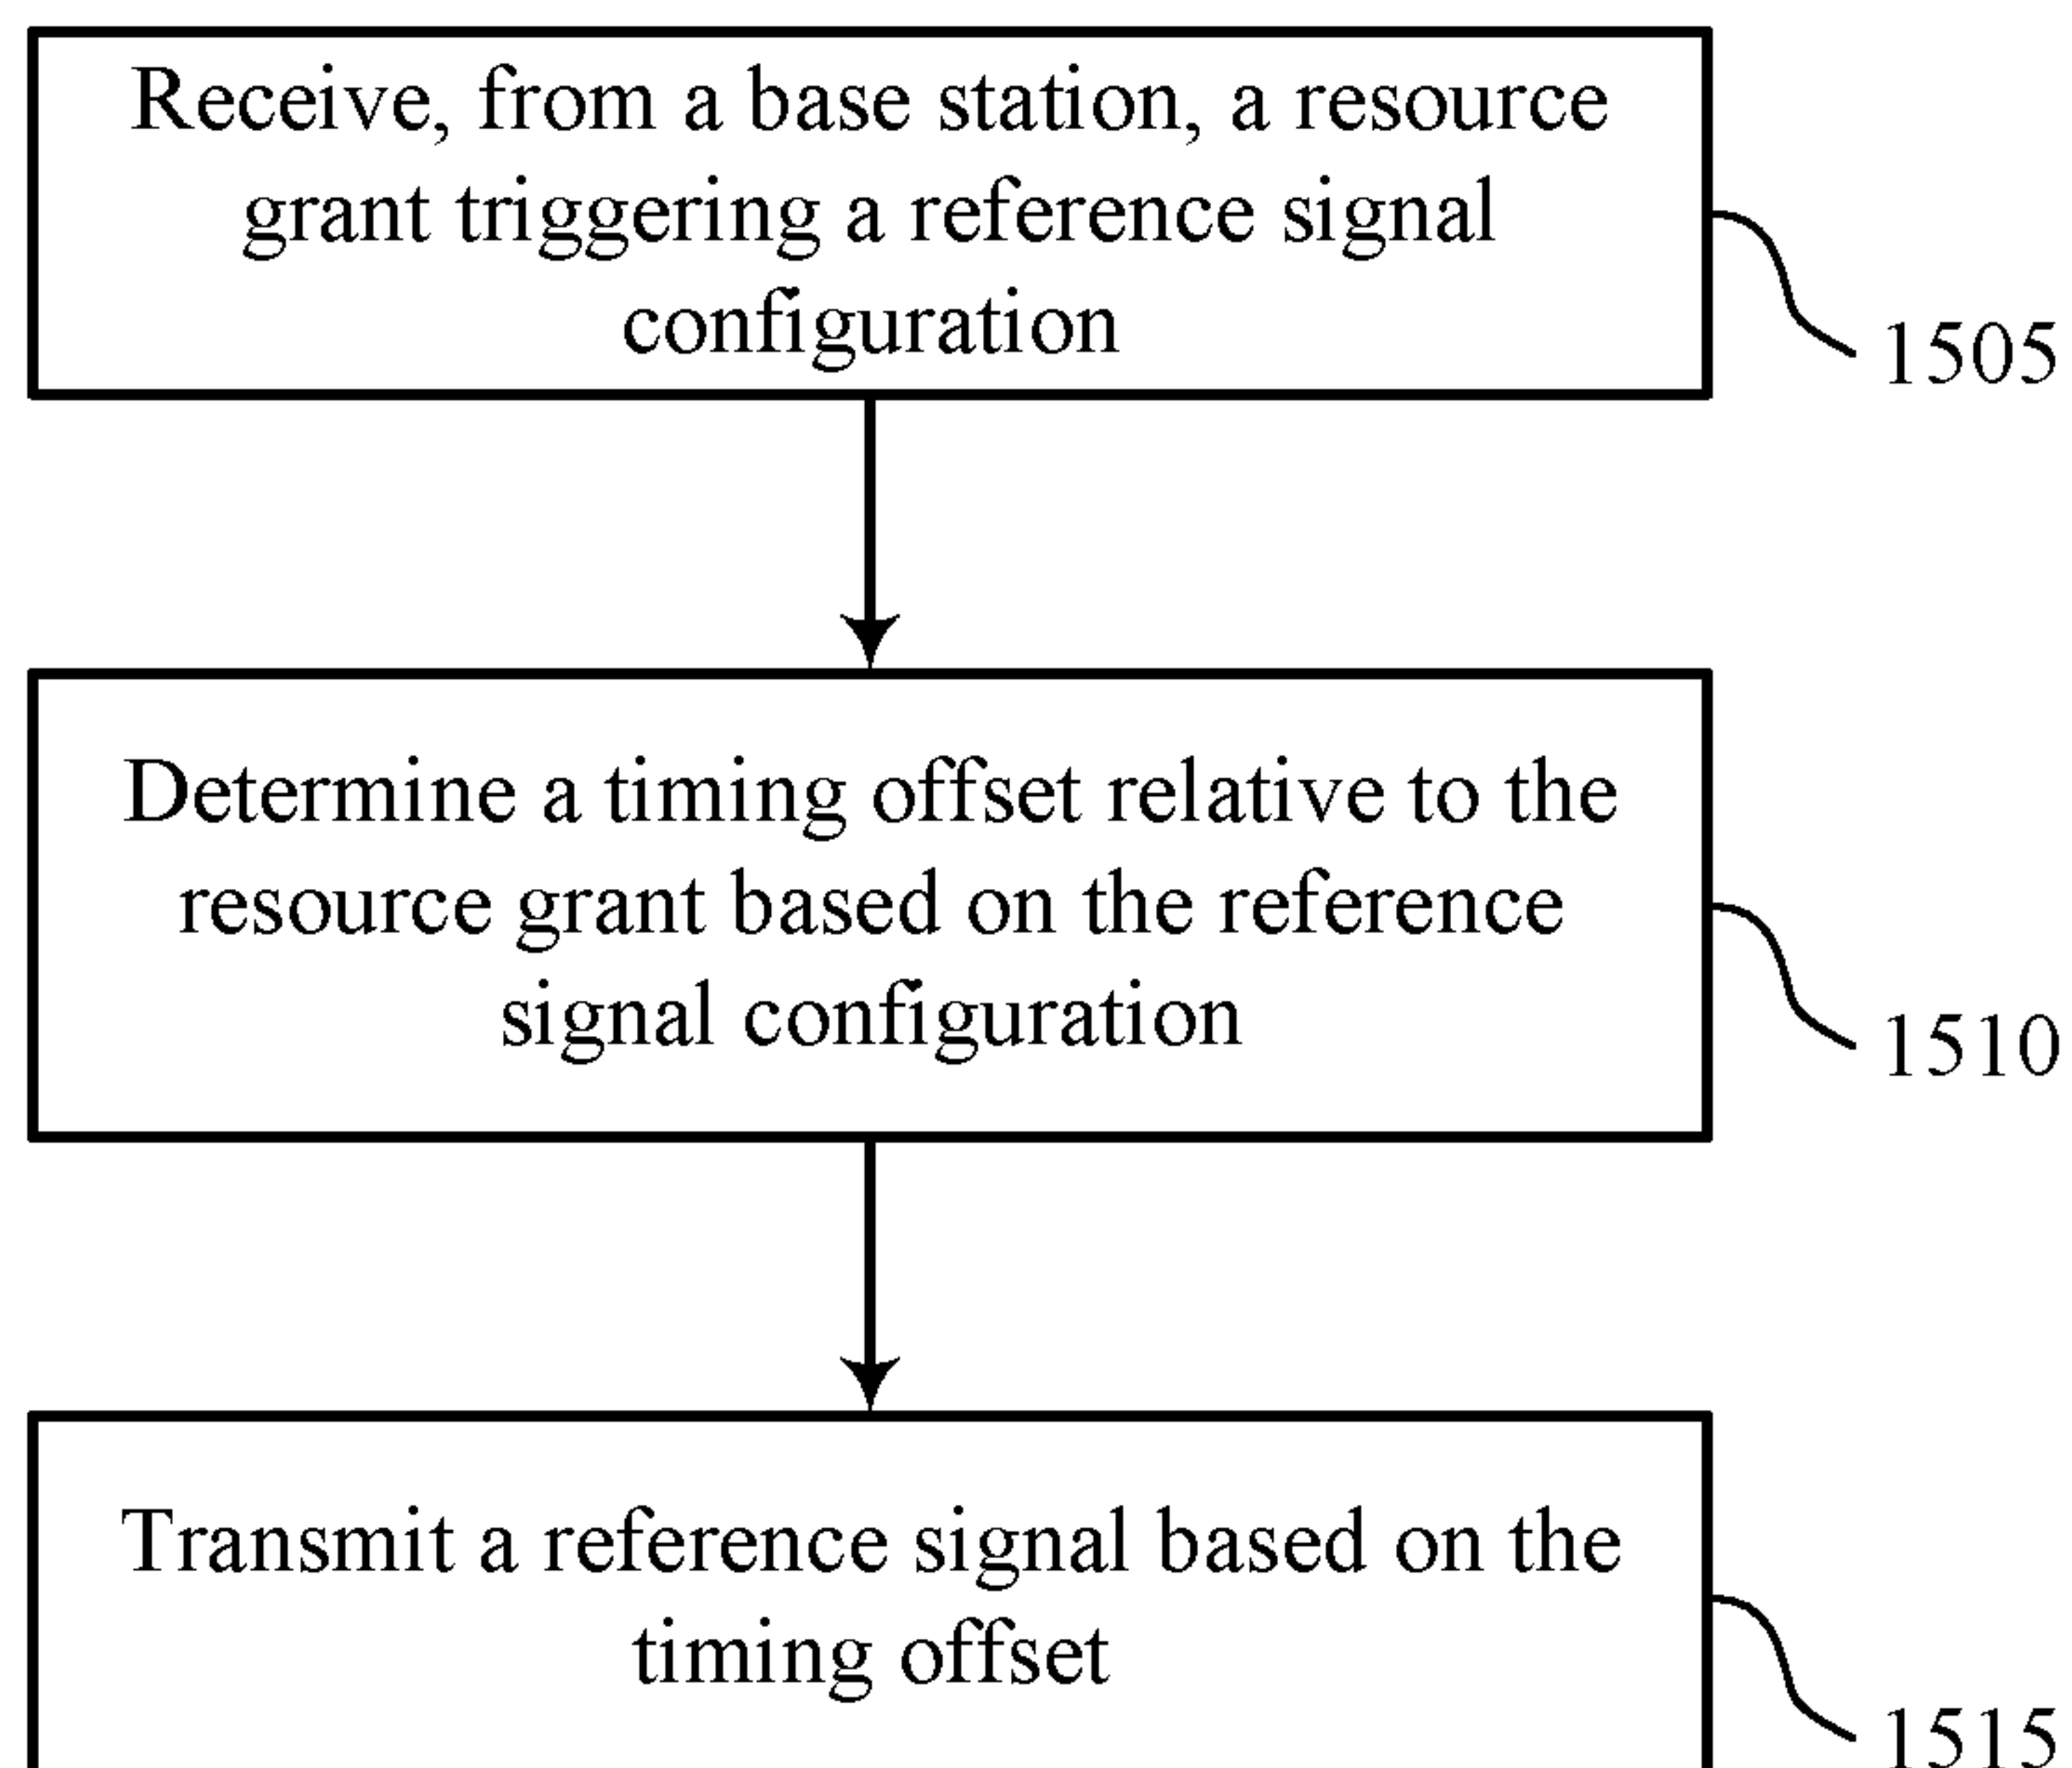 Receive, from a base station, a resource
grant triggering a reference signal
configuration
1505
Determine a timing offset relative to the
resource grant based on the reference
signal configuration
1510
Transmit a reference signal based on the
timing offset
1515